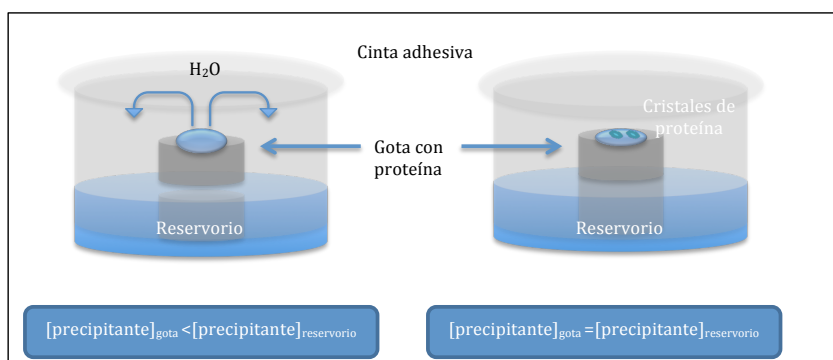 Cinta adhesiva
H₂O
Cristales de
proteína
Gota con
proteína
Reservorio
Reservorio
[precipitante]gota <[precipitante]reservorio
[precipitante]gota =[precipitante]reservorio